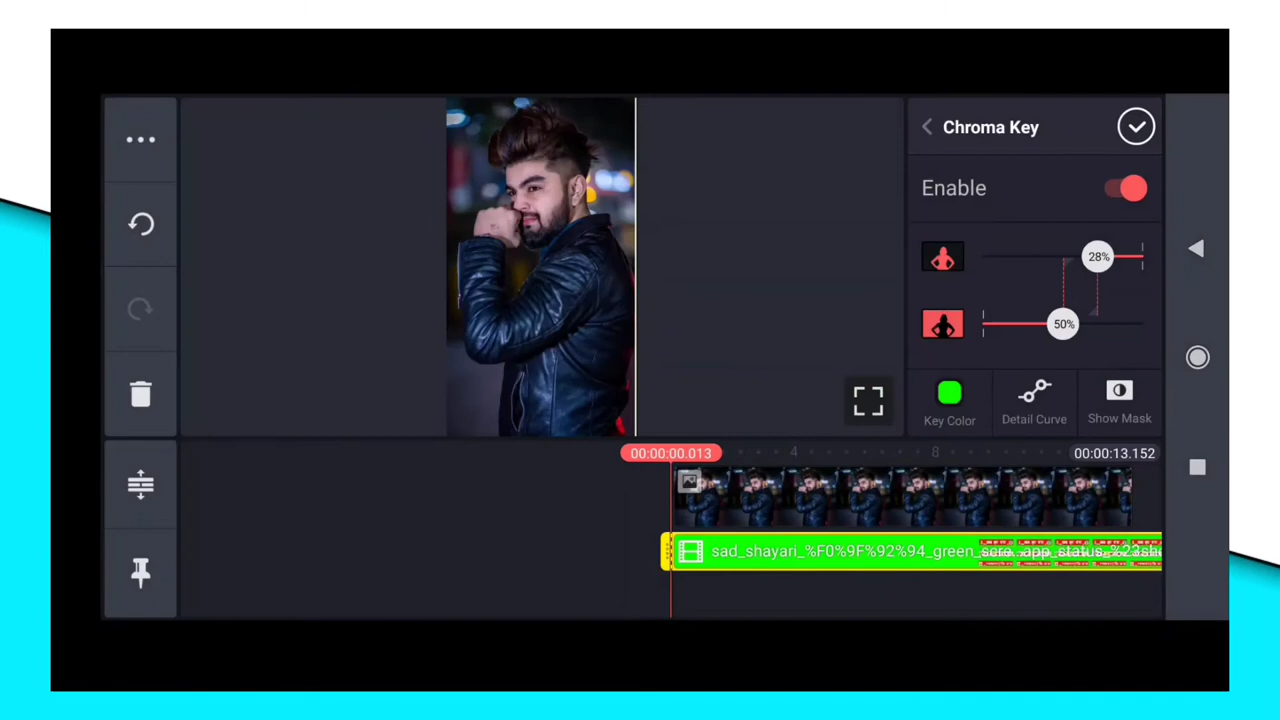 Chroma Key
Enable
28%
50%
Key Color
Detail Curve
Show Mask
00:00:00.013
4
8
00:00:13.152
sad_shayari_%F0%9F%92%94_green_scre...app_status_%23sh